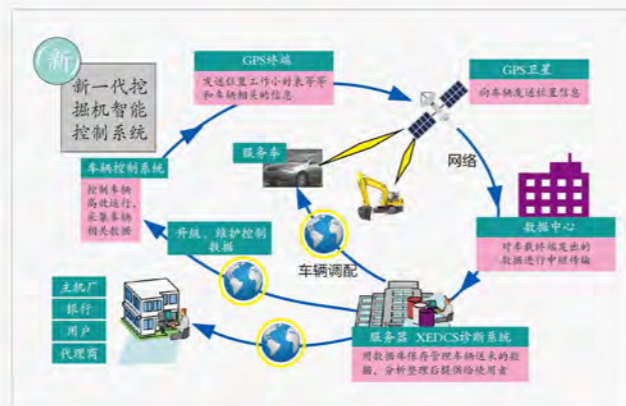 新
新一代挖
掘机智能
控制系统
GPS终端
发送位置工作小时表等等
和车辆相关的信息
GPS卫星
向车辆发送位置信息
网络
服务车
车辆控制系统
控制车辆
高效运行,
采集车辆
相关数据
升级、维护控制
数据
车辆调配
数据中心
对车载终端发出的
数据进行中继传输
主机厂
银行
用户
代理商
服务器 XEDCS诊断系统
用数据库保存管理车辆送来的数
据,分析整理后提供给使用者